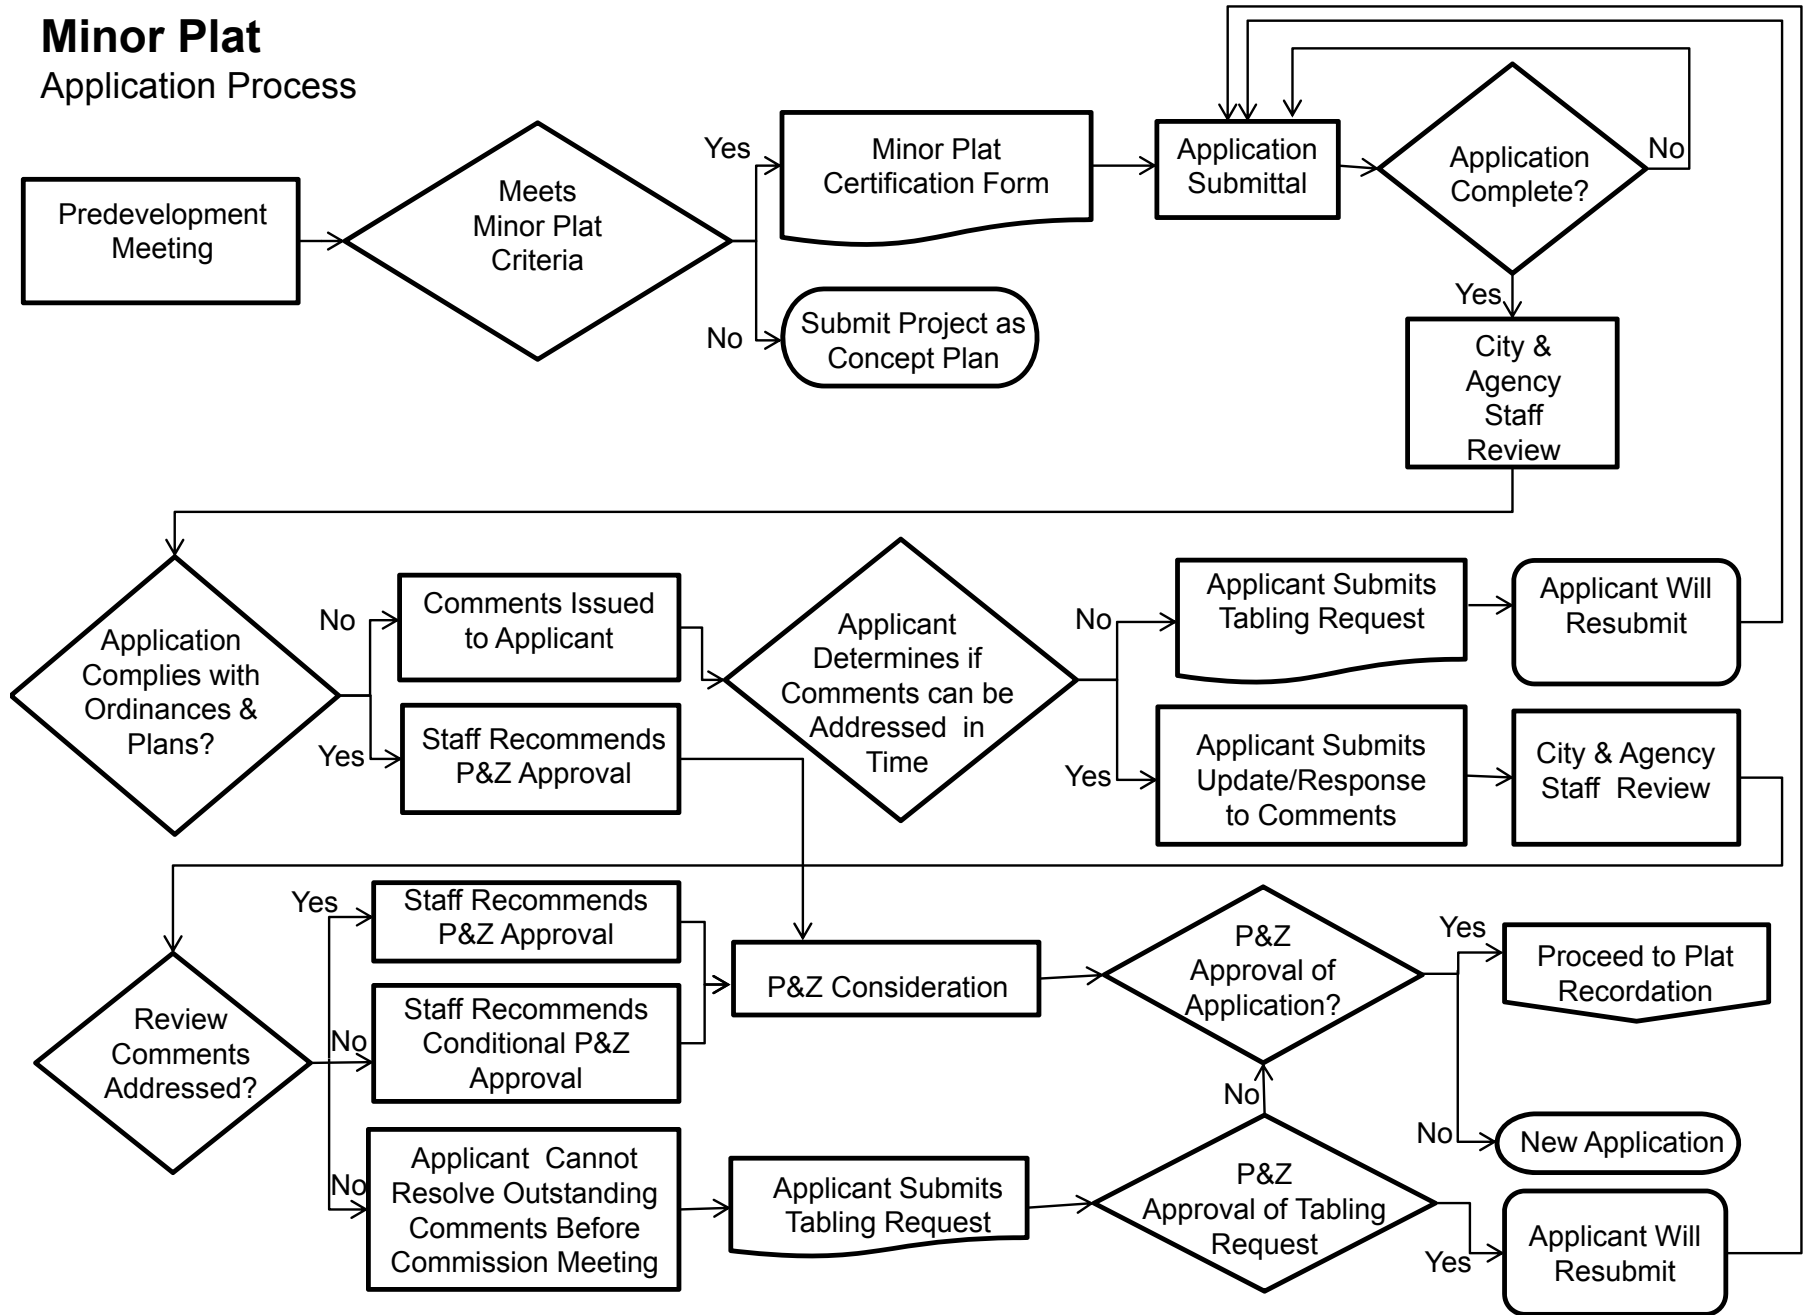 Minor Plat
Application Process
Predevelopment
Meeting
Meets
Minor Plat
Criteria
Yes
Minor Plat
Certification Form
No
Submit Project as
Concept Plan
Application
Submittal
Application
Complete?
No
Yes
City &
Agency
Staff
Review
Application
Complies with
Ordinances &
Plans?
No
Comments Issued
to Applicant
Yes
Staff Recommends
P&Z Approval
Applicant
Determines if
Comments can be
Addressed in
Time
No
Applicant Submits
Tabling Request
Applicant Will
Resubmit
Yes
Applicant Submits
Update/Response
to Comments
City & Agency
Staff Review
Review
Comments
Addressed?
Yes
Staff Recommends
P&Z Approval
No
Staff Recommends
Conditional P&Z
Approval
No
Applicant Cannot
Resolve Outstanding
Comments Before
Commission Meeting
P&Z Consideration
P&Z
Approval of
Application?
Yes
Proceed to Plat
Recordation
No
New Application
Applicant Submits
Tabling Request
No
P&Z
Approval of Tabling
Request
Yes
Applicant Will
Resubmit